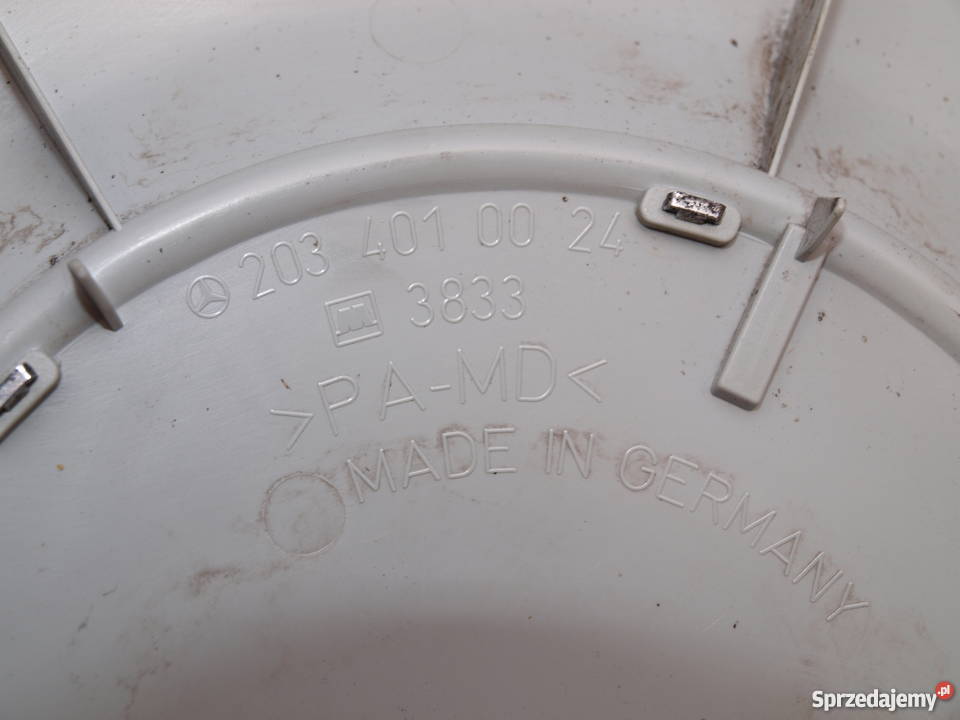 203 401 00 24
3833
>PA-MD<
MADE IN GERMANY
Sprzedajemy.pl